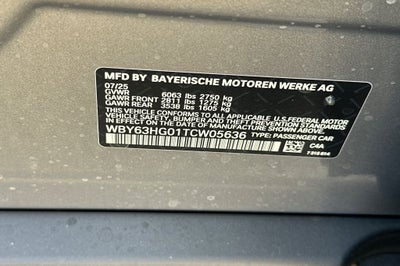 MFD BY BAYERISCHE MOTOREN WERKE AG
07/25
GVWR 6063 lbs 2750 kg
GAWR FRONT 2811 lbs 1275 kg
GAWR REAR 3538 lbs 1605 kg
THIS VEHICLE CONFORMS TO ALL APPLICABLE U.S. FEDERAL MOTOR
VEHICLE SAFETY, BUMPER, AND THEFT PREVENTION STANDARDS IN
EFFECT ON THE DATE OF MANUFACTURE SHOWN ABOVE.
WBY63HG01TCW05636 TYPE: PASSENGER CAR
C4A